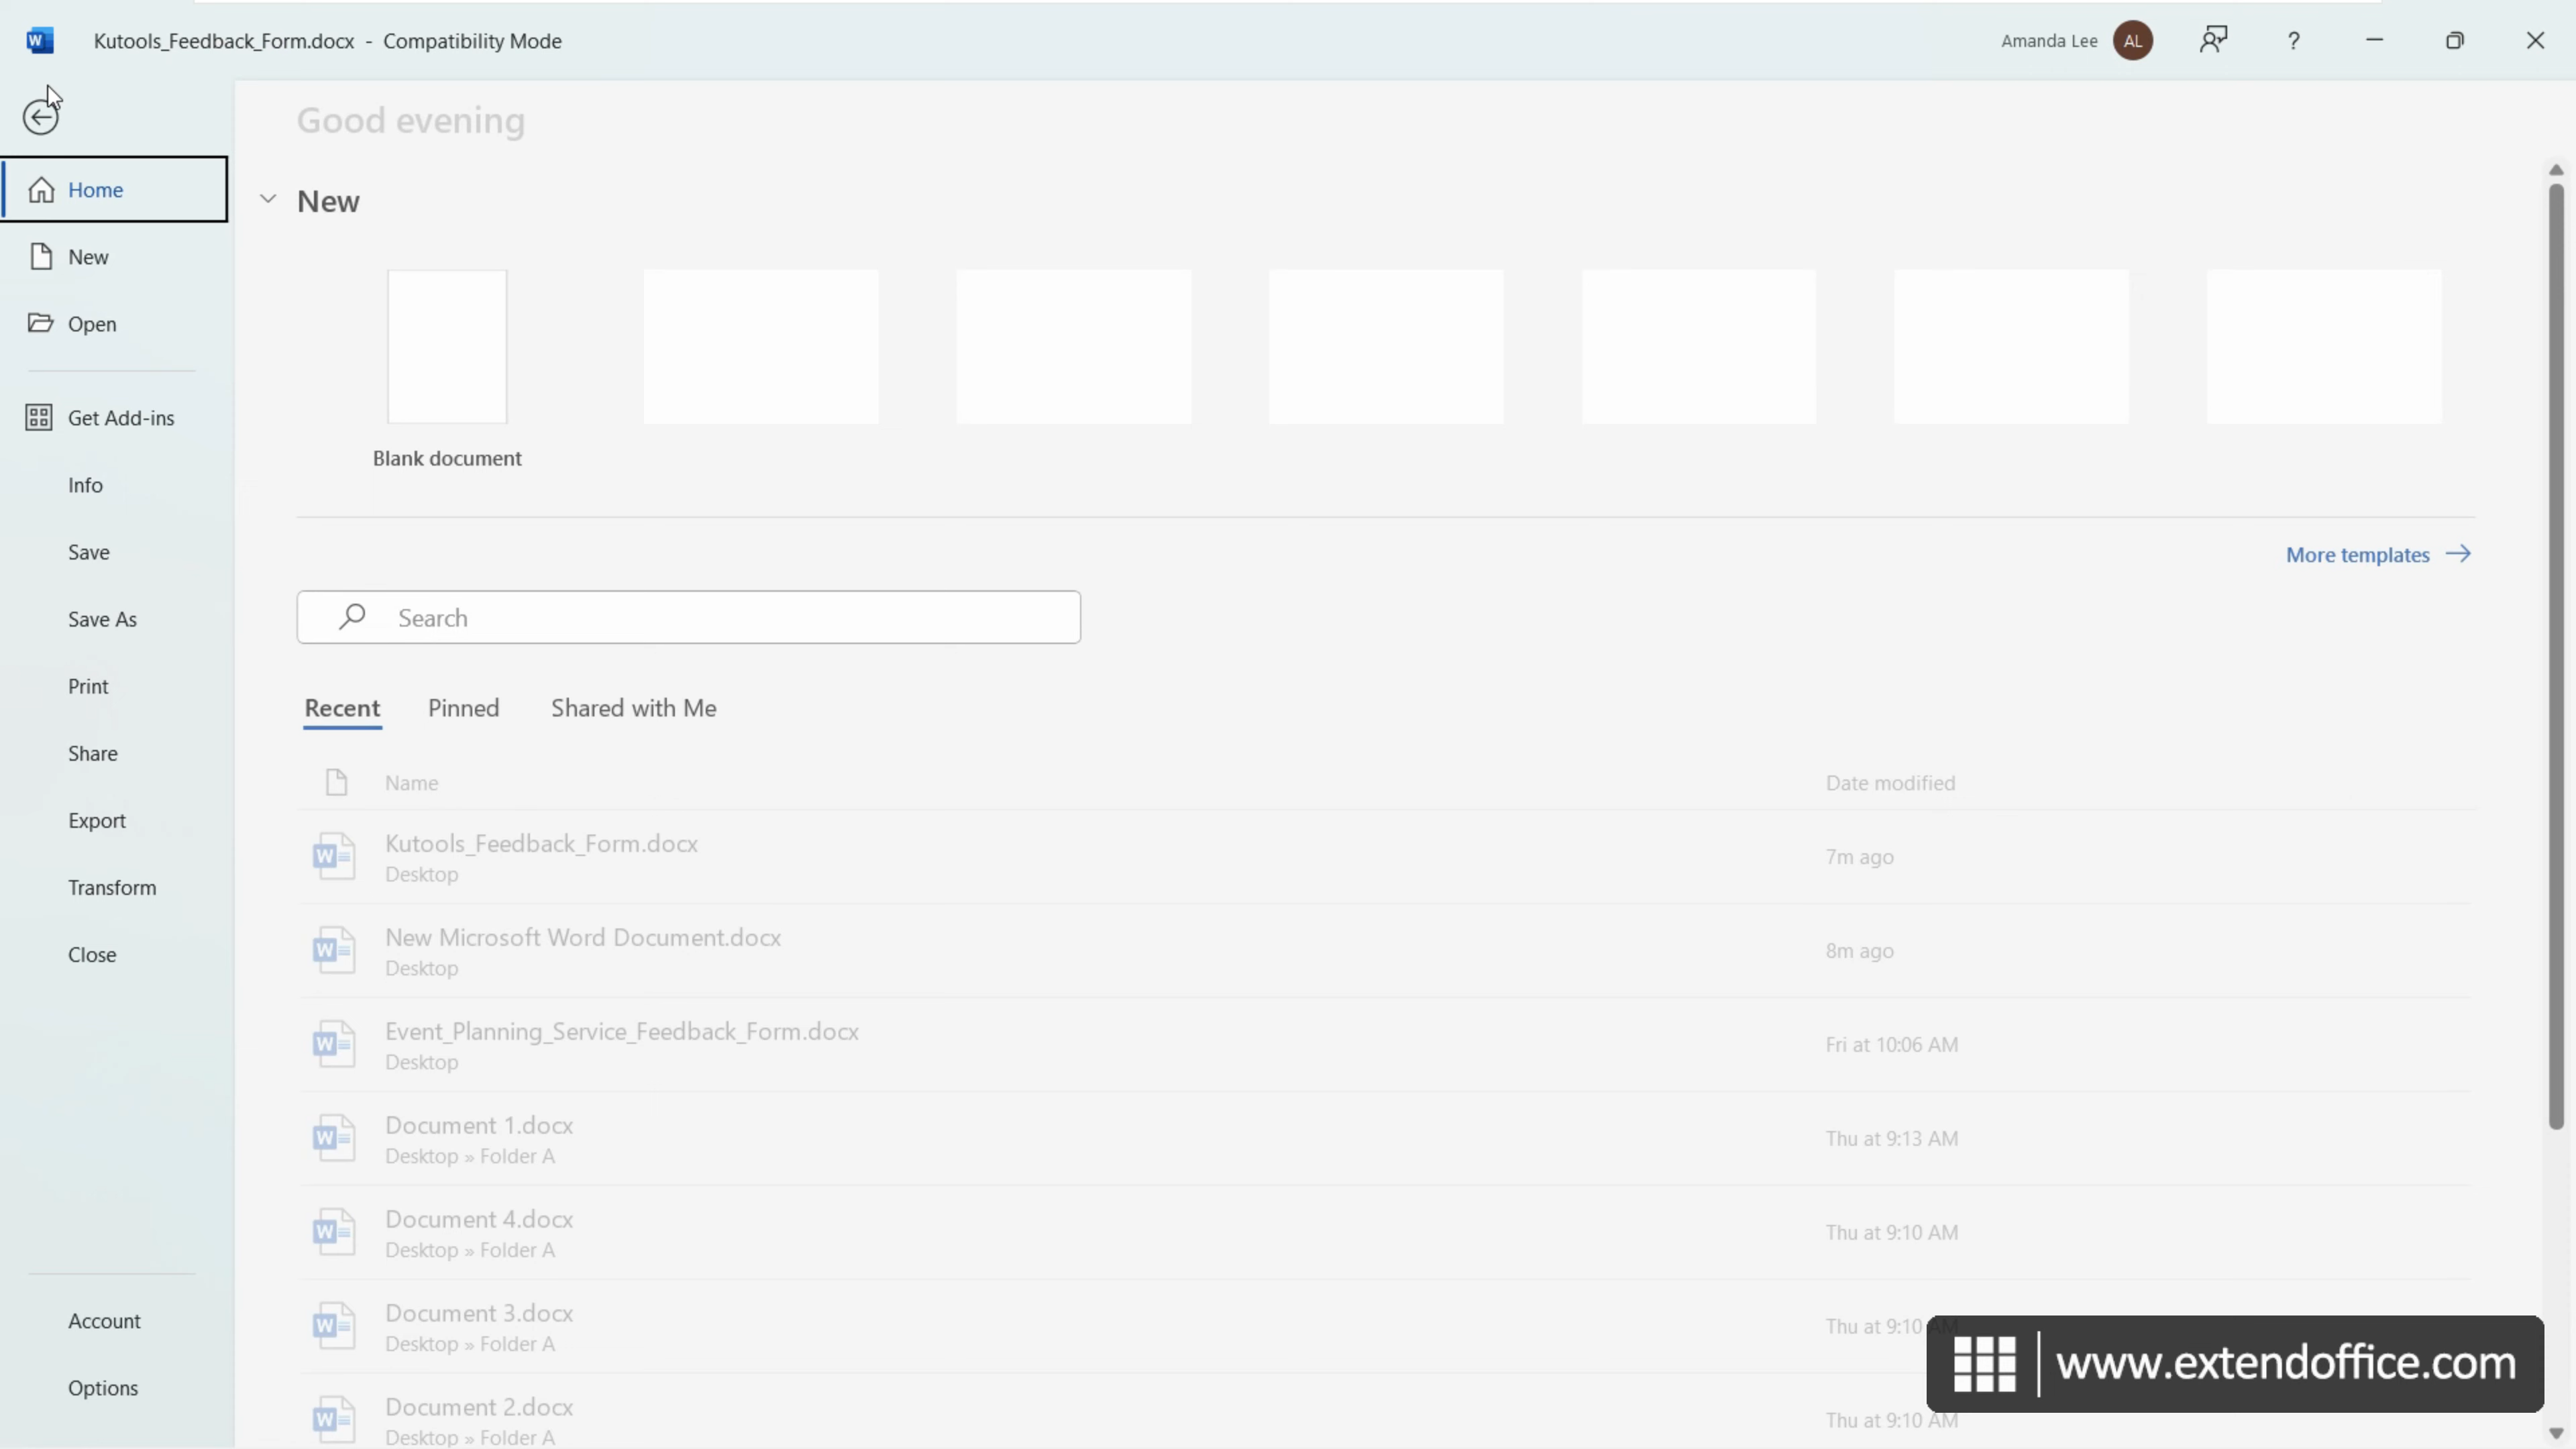 Kutools_Feedback_Form.docx - Compatibility Mode
Amanda Lee
AL
Good evening
Home
New
New
Open
Get Add-ins
Blank document
Info
Save
More templates
Save As
Search
Print
Recent
Pinned
Shared with Me
Share
Name
Date modified
Export
Kutools_Feedback_Form.docx
Desktop
7m ago
Transform
New Microsoft Word Document.docx
Desktop
8m ago
Close
Event_Planning_Service_Feedback_Form.docx
Desktop
Fri at 10:06 AM
Document 1.docx
Desktop » Folder A
Thu at 9:13 AM
Document 4.docx
Desktop » Folder A
Thu at 9:10 AM
Document 3.docx
Desktop » Folder A
Thu at 9:10 AM
Account
www.extendoffice.com
Options
Document 2.docx
Desktop » Folder A
Thu at 9:10 AM